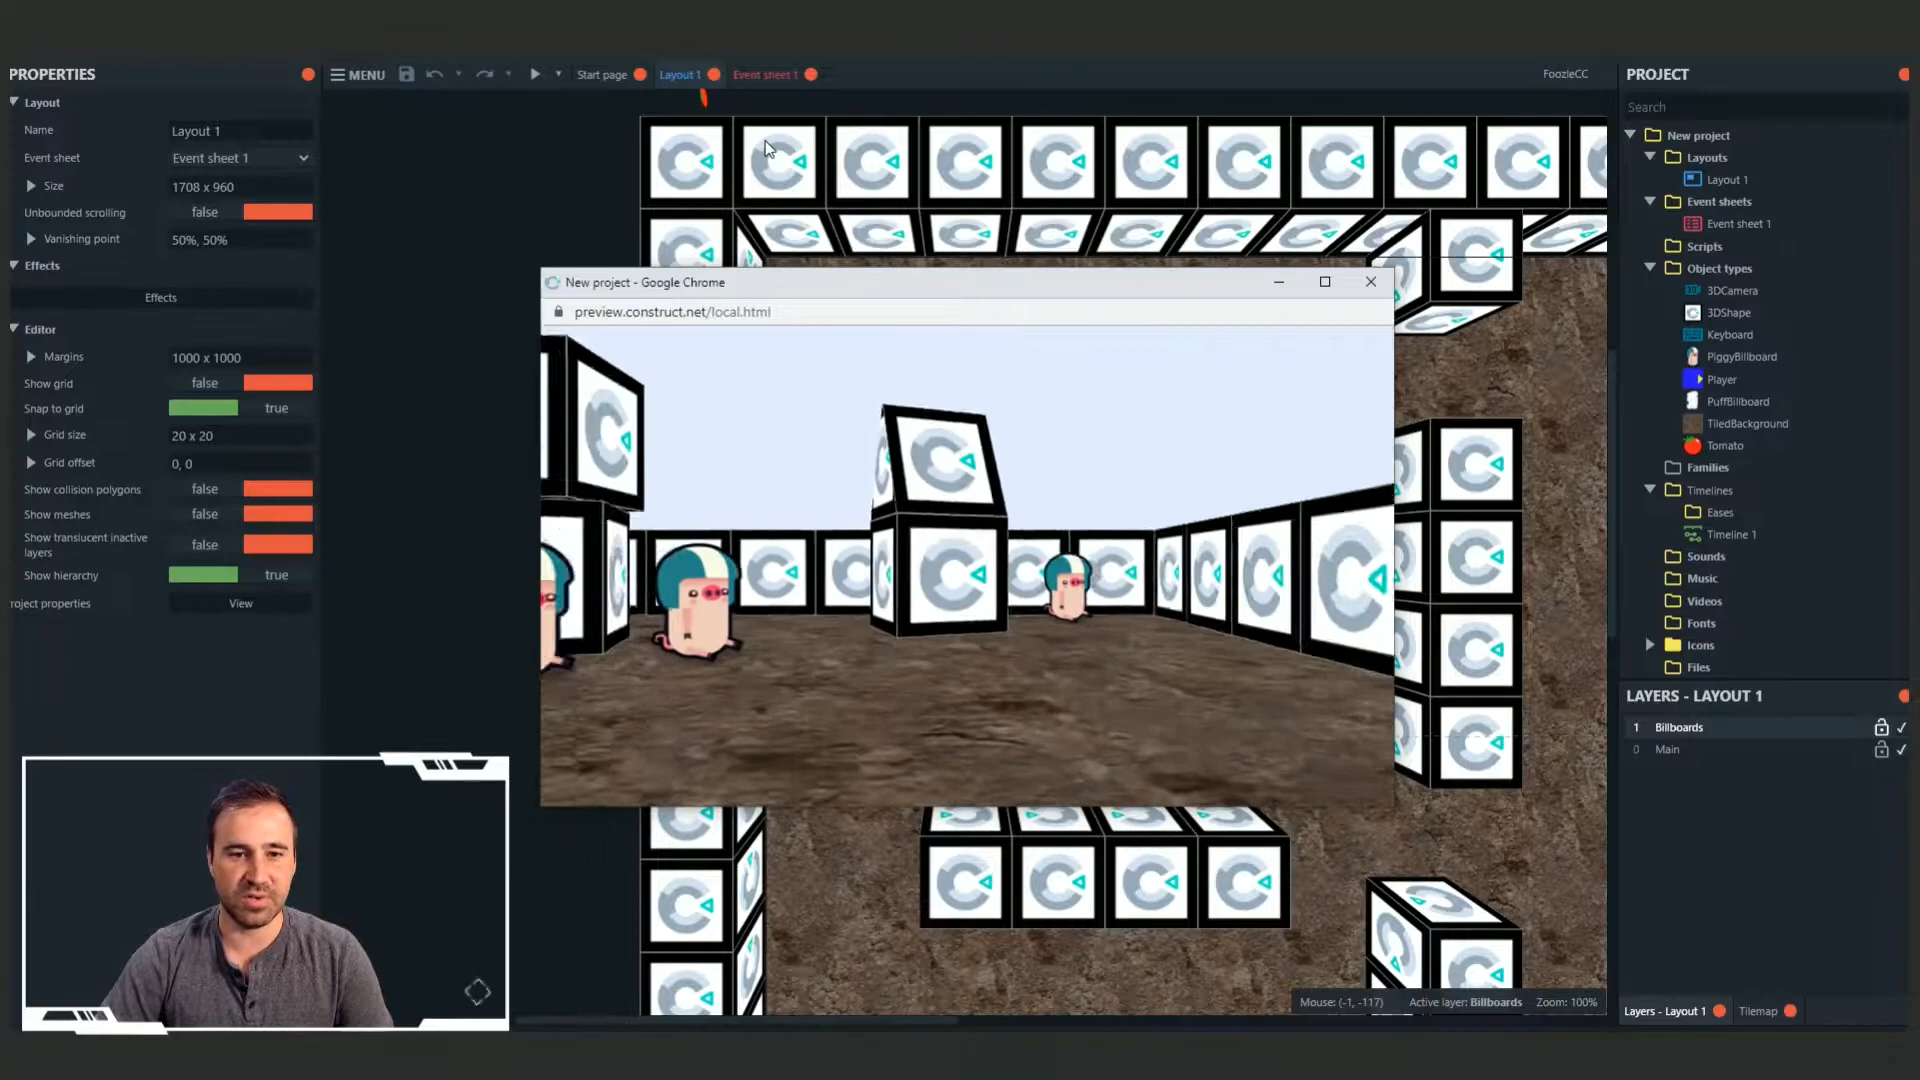 PROPERTIES
Layout
Name Layout 1
Event sheet Event sheet 1
Size 1708 x 960
Unbounded scrolling false
Vanishing point 50%, 50%
Effects
Effects
Editor
Margins 1000 x 1000
Show grid false
Snap to grid true
Grid size 20 x 20
Grid offset 0, 0
Show collision polygons false
Show meshes false
Show translucent inactive layers false
Show hierarchy true
roject properties View
MENU Start page Layout 1 Event sheet 1 FoozleCC
New project - Google Chrome
preview.construct.net/local.html
Mouse: (-1, -117) Active layer: Billboards Zoom: 100%
PROJECT
Search
New project
Layouts
Layout 1
Event sheets
Event sheet 1
Scripts
Object types
3DCamera
3DShape
Keyboard
PiggyBillboard
Player
PuffBillboard
TiledBackground
Tomato
Families
Timelines
Eases
Timeline 1
Sounds
Music
Videos
Fonts
Icons
Files
LAYERS - LAYOUT 1
1 Billboards
0 Main
Layers - Layout 1 Tilemap